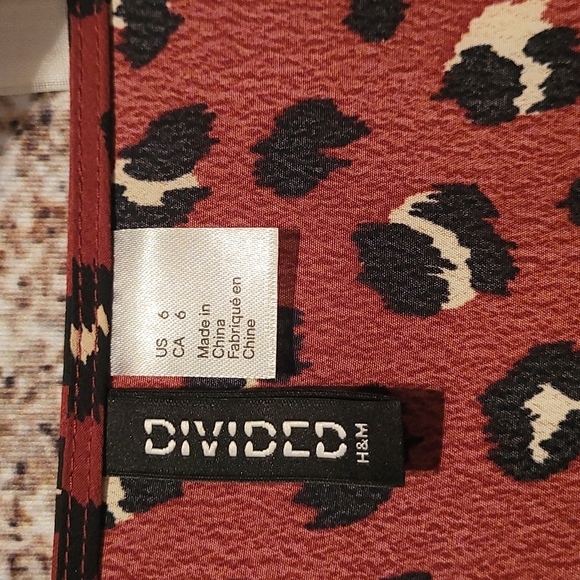 US 6
CA 6
Made in
China
Fabriqué en
Chine
DIVIDED
H&M